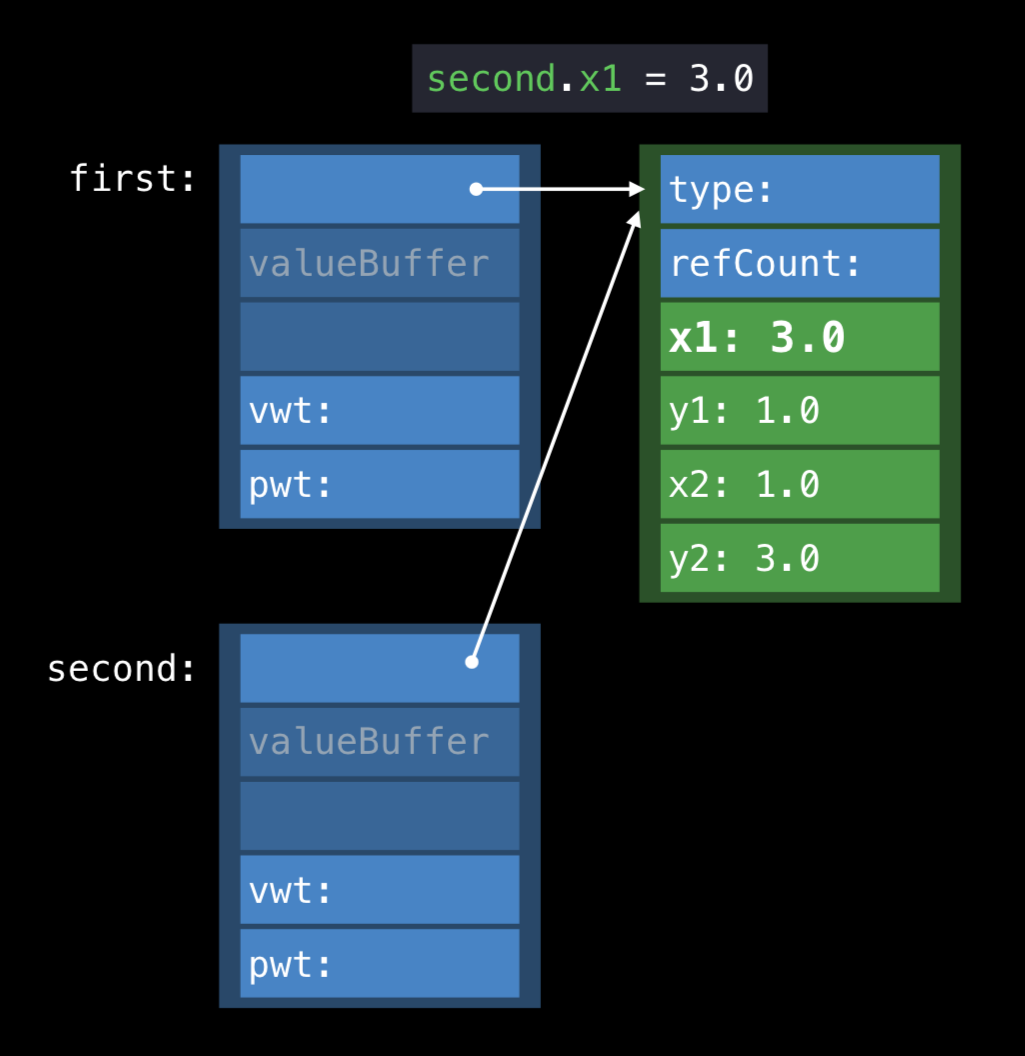 second.x1 = 3.0
first:
valueBuffer
vwt:
pwt:
type:
refCount:
x1: 3.0
y1: 1.0
x2: 1.0
y2: 3.0
second:
valueBuffer
vwt:
pwt: